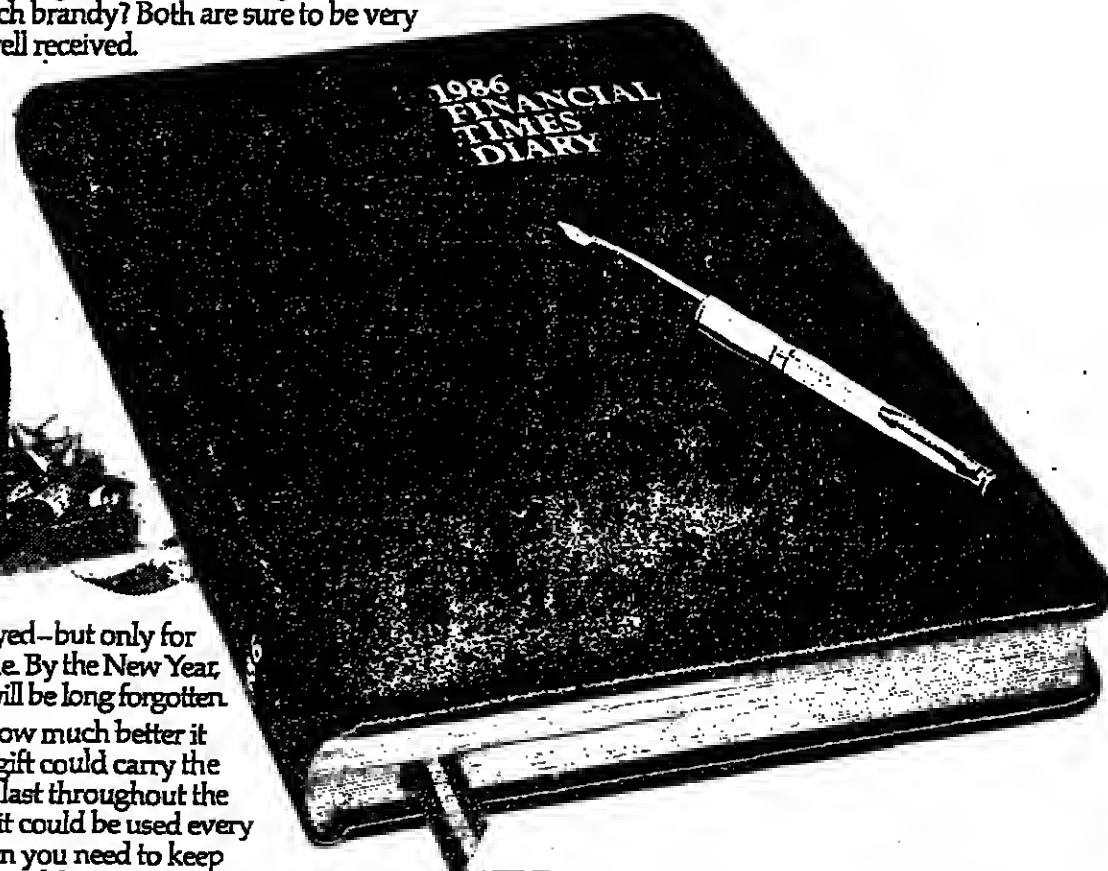 ch brandy? Both are sure to be very
ell received.
1986
FINANCIAL
TIMES
DIARY
yed–but only for
e. By the New Year,
ill be long forgotten.
ow much better it
gift could carry the
last throughout the
it could be used every
n you need to keep